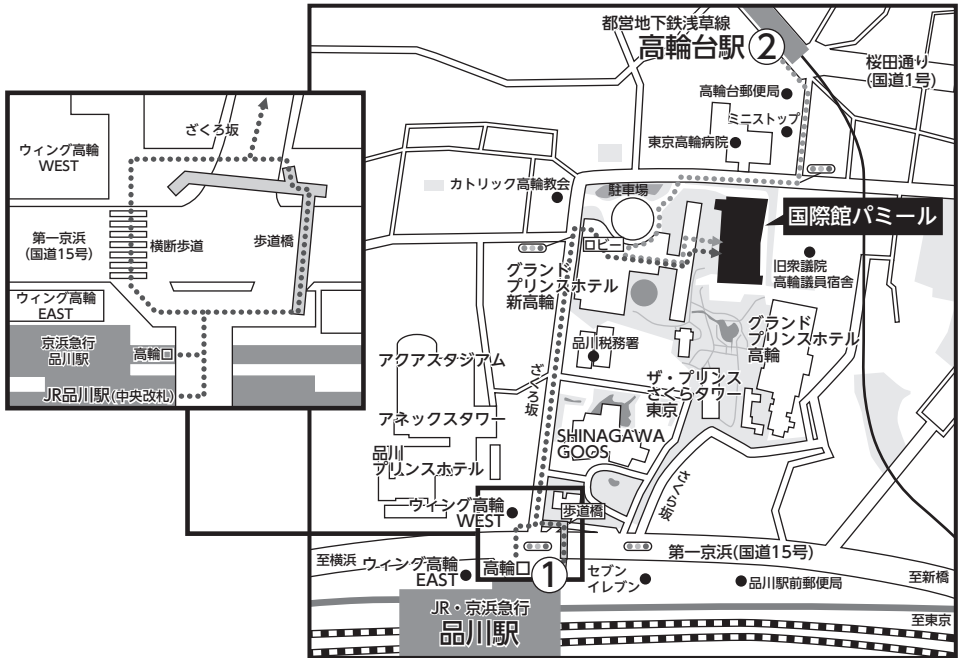 ウィング高輪
WEST
ざくろ坂
第一京浜
(国道15号)
横断歩道
歩道橋
ウィング高輪
EAST
京浜急行
品川駅
高輪口
JR品川駅(中央改札)
都営地下鉄浅草線
高輪台駅 ②
桜田通り
(国道1号)
高輪台郵便局
ミニストップ
東京高輪病院
カトリック高輪教会
駐車場
国際館パミール
ロビー
旧衆議院
高輪議員宿舎
グランド
プリンスホテル
新高輪
グランド
プリンスホテル
高輪
品川税務署
アクアスタジアム
ざくろ坂
ザ・プリンス
さくらタワー
東京
アネックスタワー
SHINAGAWA
GOOS
品川
プリンスホテル
さくら坂
ウィング高輪
WEST
歩道橋
第一京浜(国道15号)
至横浜
ウィング高輪
EAST
高輪口
①
セブン
イレブン
品川駅前郵便局
至新橋
至東京
JR・京浜急行
品川駅